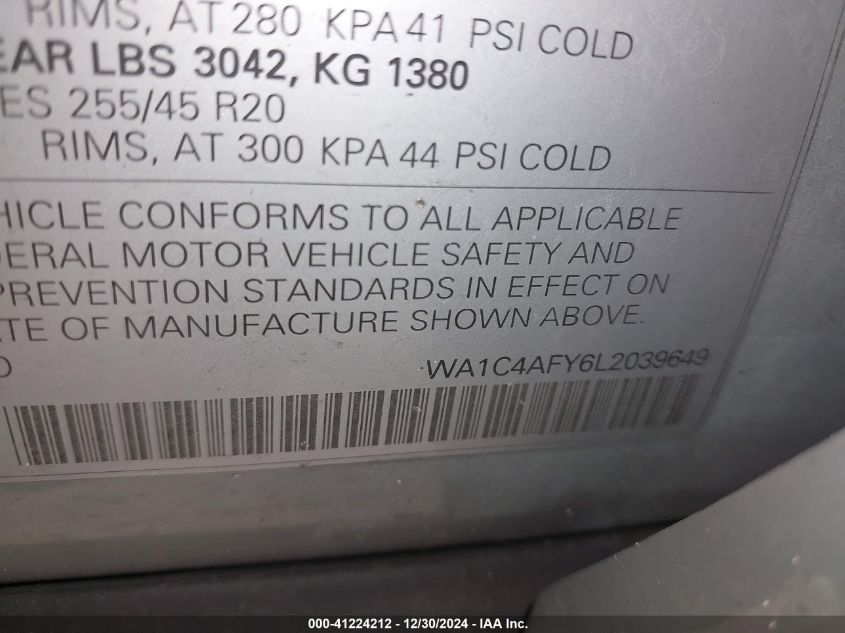 RIMS, AT 280 KPA 41 PSI COLD
EAR LBS 3042, KG 1380
ES 255/45 R20
RIMS, AT 300 KPA 44 PSI COLD
HICLE CONFORMS TO ALL APPLICABLE
DERAL MOTOR VEHICLE SAFETY AND
PREVENTION STANDARDS IN EFFECT ON
TE OF MANUFACTURE SHOWN ABOVE.
WA1C4AFY6L2039649
000-41224212 - 12/30/2024 - IAA Inc.